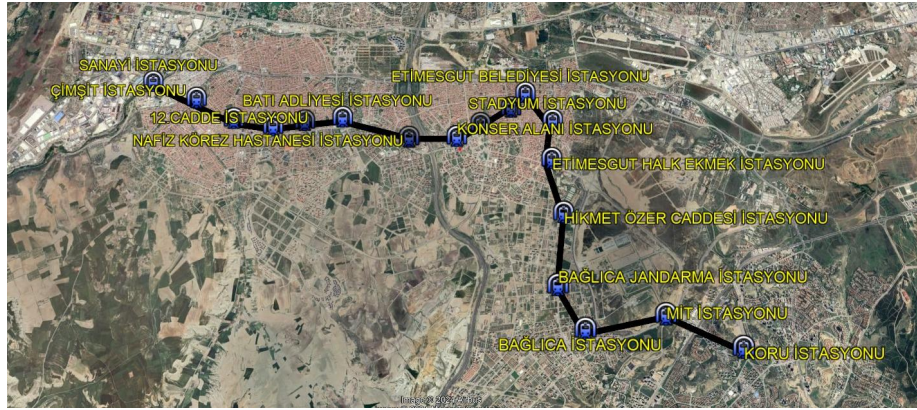 SANAYİ İSTASYONU
ÇİMŞİT İSTASYONU
12 CADDE İSTASYONU
BATI ADLİYESİ İSTASYONU
NAFİZ KÖREZ HASTANESİ İSTASYONU
ETİMESGUT BELEDİYESİ İSTASYONU
STADYUM İSTASYONU
KONSER ALANI İSTASYONU
ETİMESGUT HALK EKMEK İSTASYONU
HİKMET ÖZER CADDESİ İSTASYONU
BAĞLICA JANDARMA İSTASYONU
MİT İSTASYONU
BAĞLICA İSTASYONU
KORU İSTASYONU